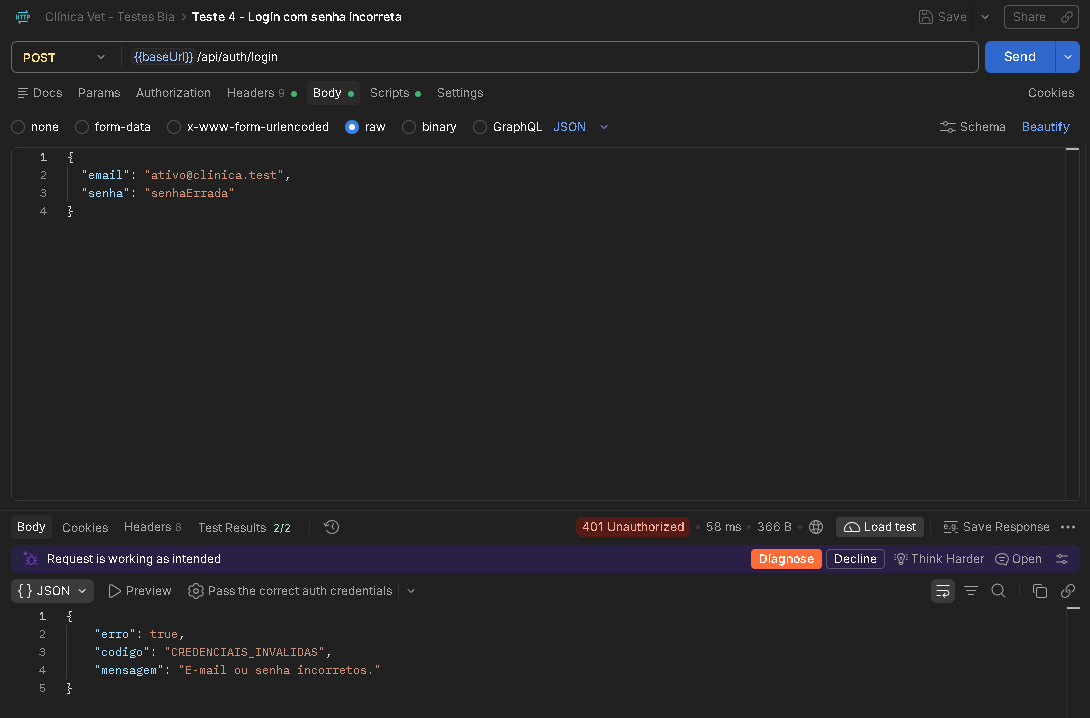 HTTP Clínica Vet - Testes Bia > Teste 4 - Login com senha incorreta Save Share
POST {{baseUrl}} /api/auth/login Send
Docs Params Authorization Headers 9 Body Scripts Settings Cookies
none form-data x-www-form-urlencoded raw binary GraphQL JSON Schema Beautify
1 {
2 "email": "ativo@clinica.test",
3 "senha": "senhaErrada"
4 }
Body Cookies Headers 8 Test Results 2/2 401 Unauthorized • 58 ms • 366 B • Load test e.g. Save Response
Request is working as intended Diagnose Decline Think Harder Open
{} JSON Preview Pass the correct auth credentials
1 {
2 "erro": true,
3 "codigo": "CREDENCIAIS_INVALIDAS",
4 "mensagem": "E-mail ou senha incorretos."
5 }